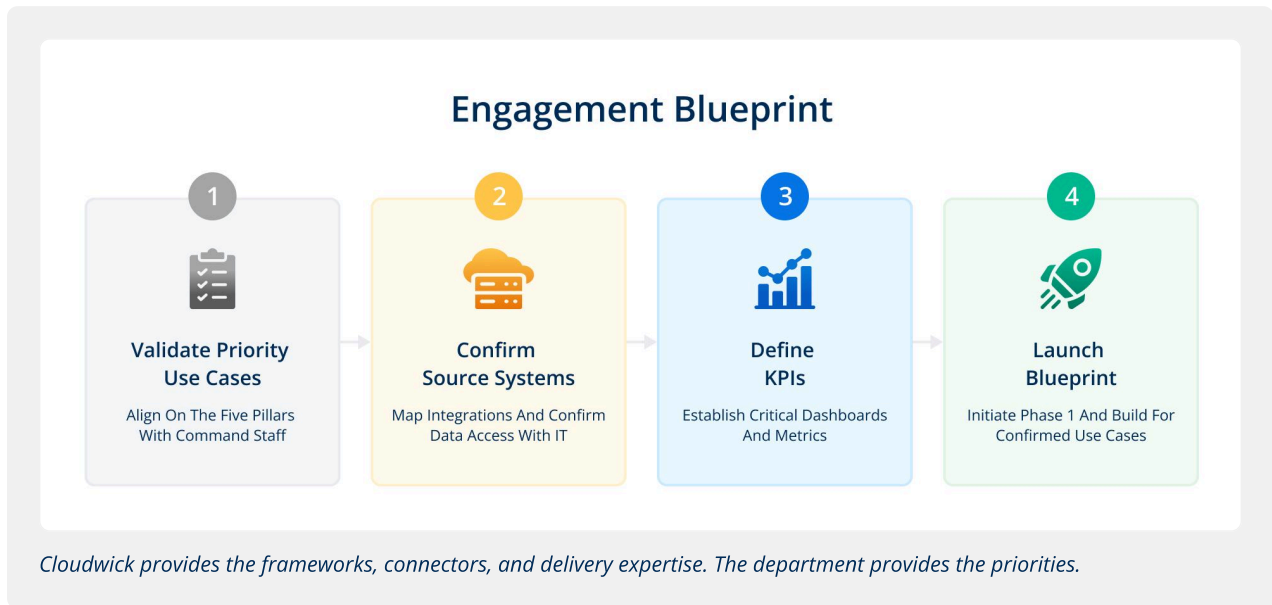 Engagement Blueprint
1
Validate Priority
Use Cases
Align On The Five Pillars
With Command Staff
2
Confirm
Source Systems
Map Integrations And Confirm
Data Access With IT
3
Define
KPIs
Establish Critical Dashboards
And Metrics
4
Launch
Blueprint
Initiate Phase 1 And Build For
Confirmed Use Cases
Cloudwick provides the frameworks, connectors, and delivery expertise. The department provides the priorities.